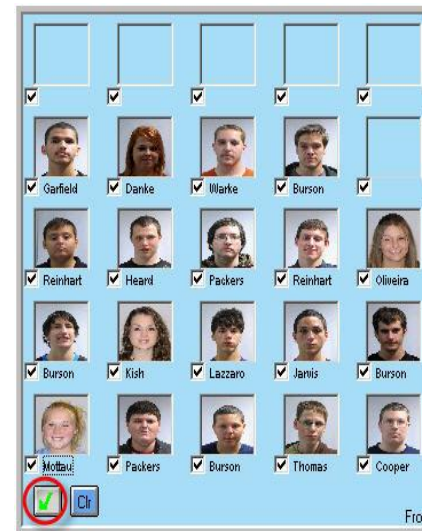 Garfield Danke Warke Burson
Reinhart Heard Packers Reinhart Oliveira
Burson Kish Lazzaro Jarvis Burson
Mottau Packers Burson Thomas Cooper
Clr
Fro